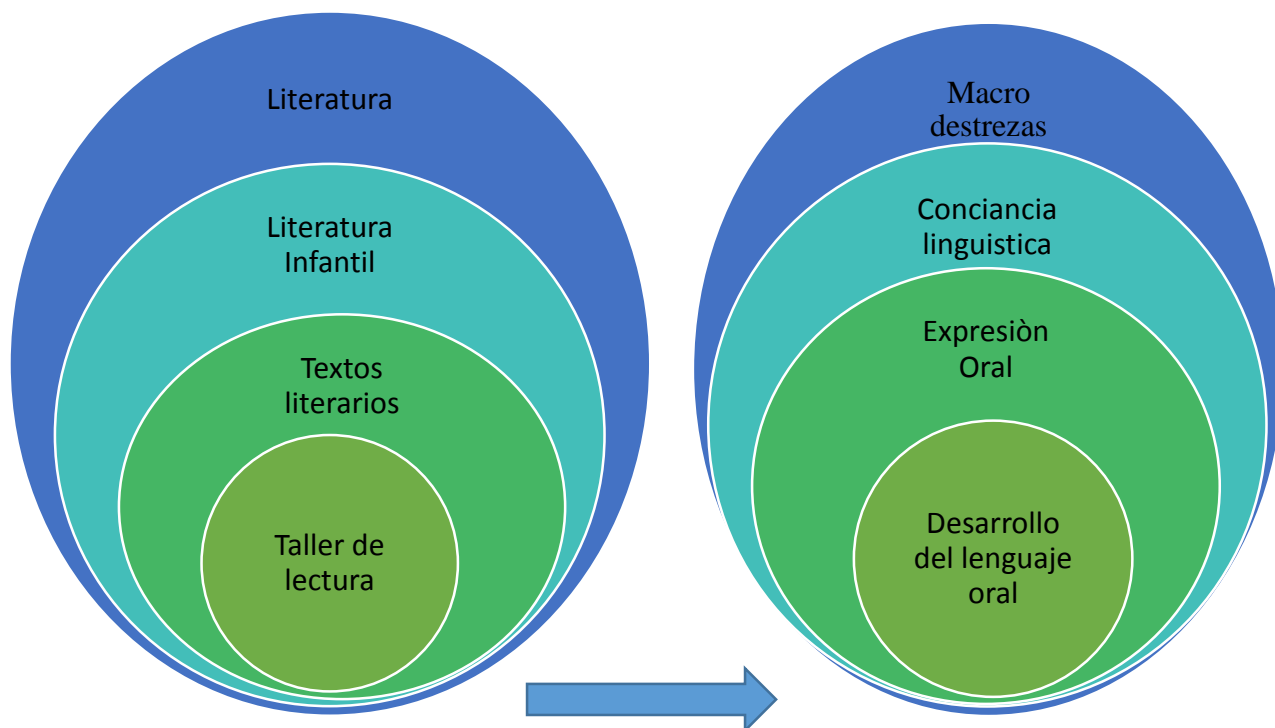 Literatura
Literatura
Infantil
Textos
literarios
Taller de
lectura
Macro
destrezas
Conciancia
linguistica
Expresiòn
Oral
Desarrollo
del lenguaje
oral